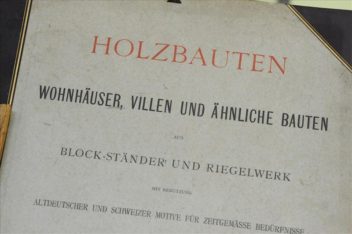 HOLZBAUTEN
WOHNHÄUSER, VILLEN UND ÄHNLICHE BAUTEN
AUS
BLOCK-STÄNDER- UND RIEGELWERK
MIT BENUTZUNG
ALTDEUTSCHER UND SCHWEIZER MOTIVE FÜR ZEITGEMÄSSE BEDÜRFNISSE